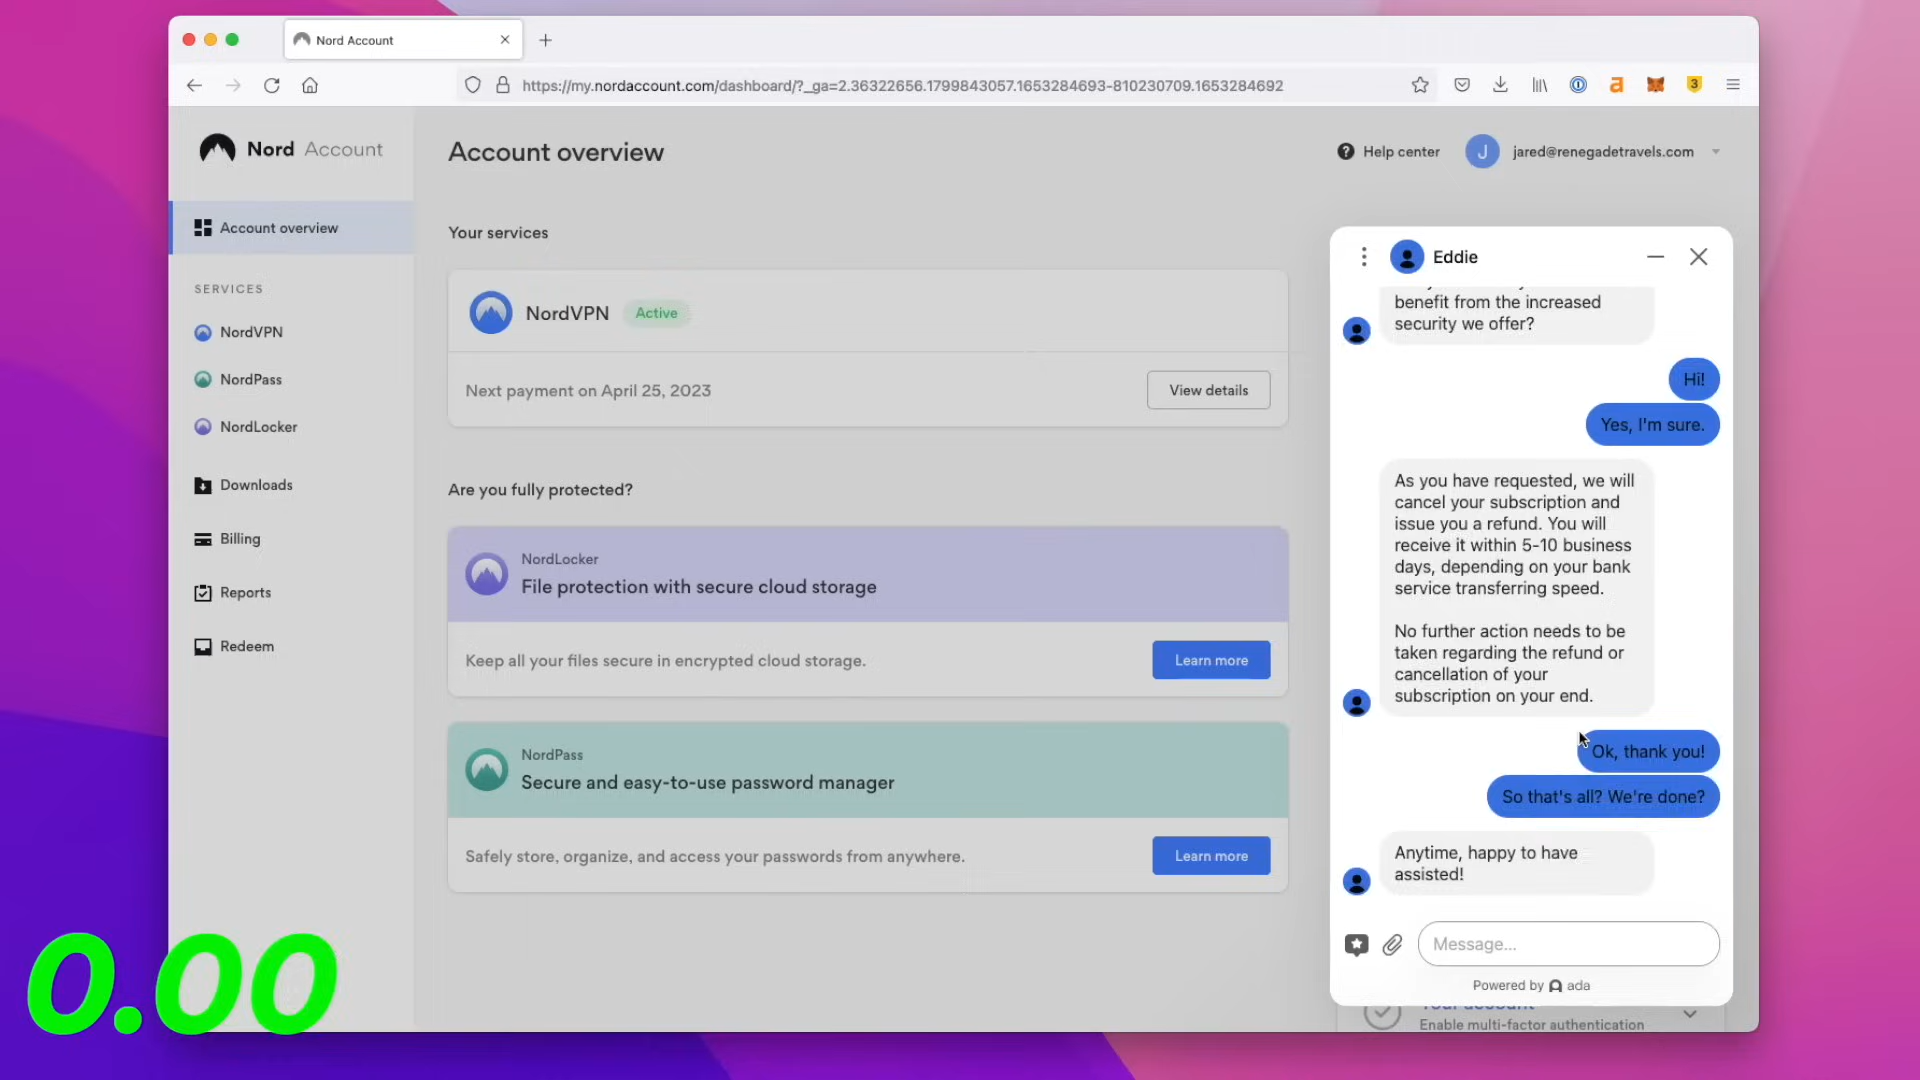 Nord Account
https://my.nordaccount.com/dashboard/?_ga=2.36322656.1799843057.1653284693-810230709.1653284692
3
Nord Account
Account overview
Help center
J
jared@renegadetravels.com
Account overview
SERVICES
NordVPN
NordPass
NordLocker
Downloads
Billing
Reports
Redeem
Your services
NordVPN
Active
Next payment on April 25, 2023
View details
Are you fully protected?
NordLocker
File protection with secure cloud storage
Keep all your files secure in encrypted cloud storage.
Learn more
NordPass
Secure and easy-to-use password manager
Safely store, organize, and access your passwords from anywhere.
Learn more
Eddie
benefit from the increased
security we offer?
Hi!
Yes, I'm sure.
As you have requested, we will
cancel your subscription and
issue you a refund. You will
receive it within 5-10 business
days, depending on your bank
service transferring speed.
No further action needs to be
taken regarding the refund or
cancellation of your
subscription on your end.
Ok, thank you!
So that's all? We're done?
Anytime, happy to have
assisted!
Message...
Powered by ada
Your account
Enable multi-factor authentication
0.00